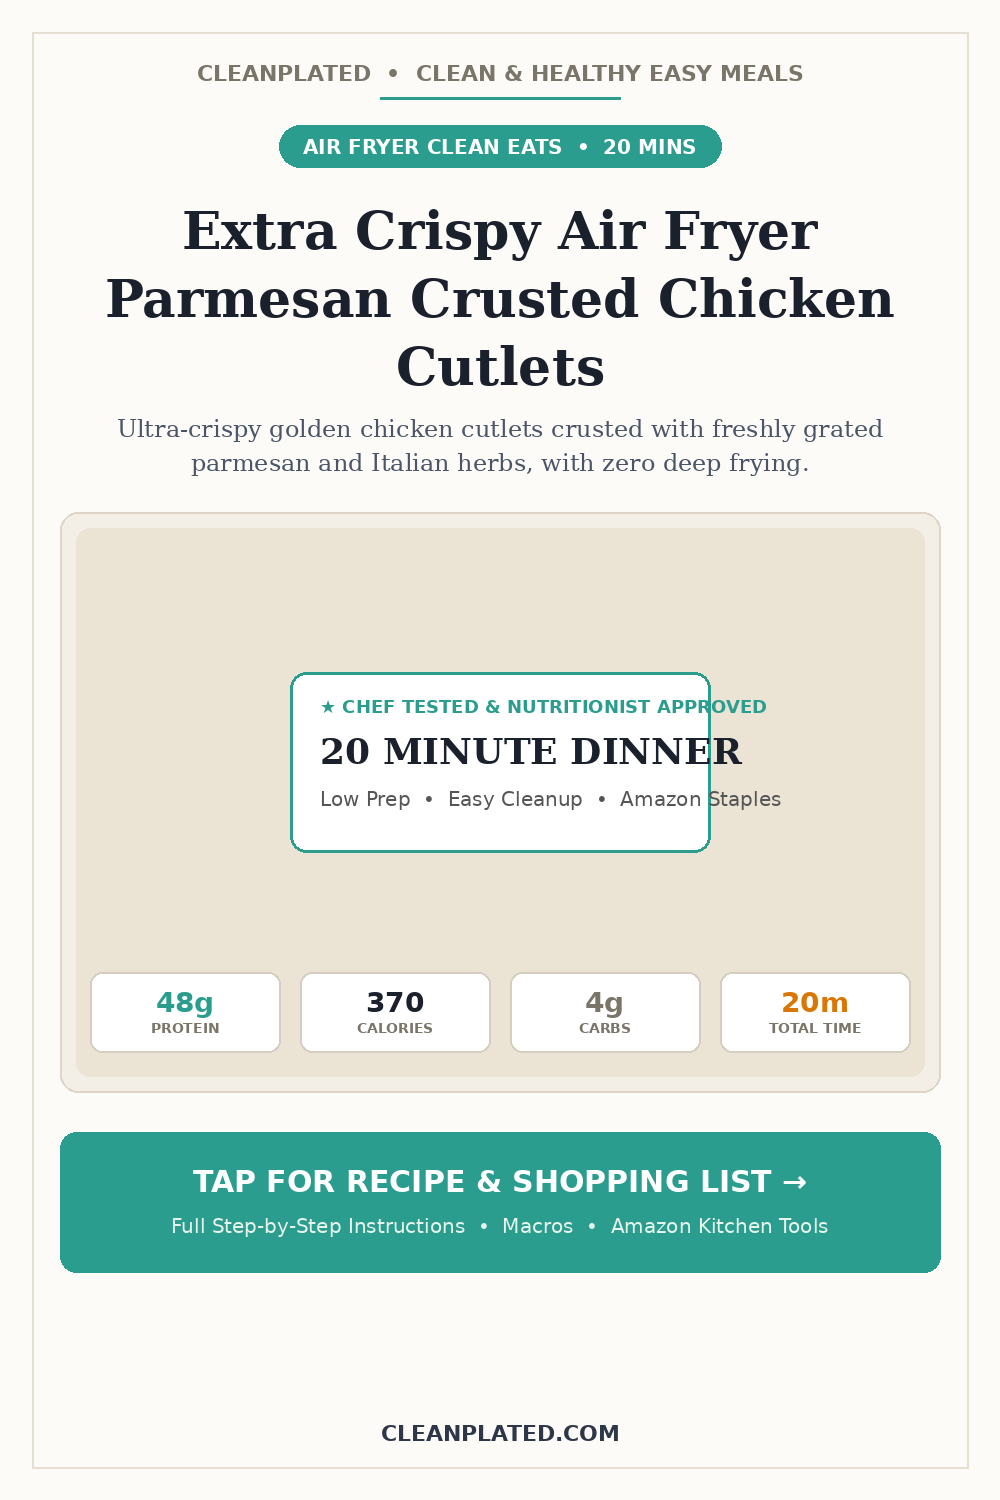 CLEANPLATED • CLEAN & HEALTHY EASY MEALS
AIR FRYER CLEAN EATS • 20 MINS
Extra Crispy Air Fryer
Parmesan Crusted Chicken
Cutlets
Ultra-crispy golden chicken cutlets crusted with freshly grated
parmesan and Italian herbs, with zero deep frying.
★ CHEF TESTED & NUTRITIONIST APPROVED
20 MINUTE DINNER
Low Prep • Easy Cleanup • Amazon Staples
48g
PROTEIN
370
CALORIES
4g
CARBS
20m
TOTAL TIME
TAP FOR RECIPE & SHOPPING LIST →
Full Step-by-Step Instructions • Macros • Amazon Kitchen Tools
CLEANPLATED.COM